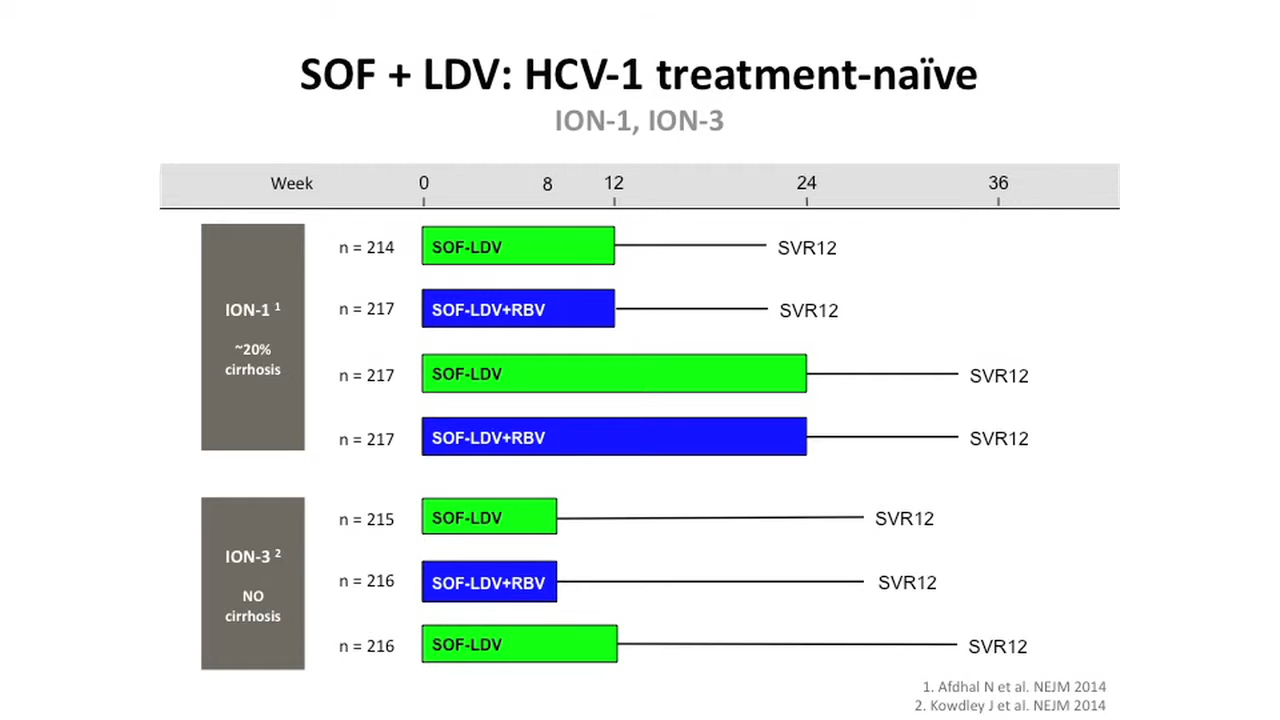 SOF + LDV: HCV-1 treatment-naïve
ION-1, ION-3
Week 0 8 12 24 36
ION-1 1
~20%
cirrhosis
n = 214 SOF-LDV SVR12
n = 217 SOF-LDV+RBV SVR12
n = 217 SOF-LDV SVR12
n = 217 SOF-LDV+RBV SVR12
ION-3 2
NO
cirrhosis
n = 215 SOF-LDV SVR12
n = 216 SOF-LDV+RBV SVR12
n = 216 SOF-LDV SVR12
1. Afdhal N et al. NEJM 2014
2. Kowdley J et al. NEJM 2014